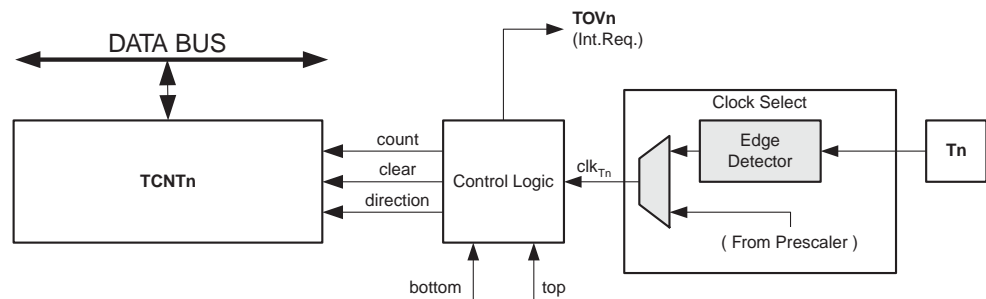 TOVn
(Int.Req.)
DATA BUS
Clock Select
count
Edge
Detector
Tn
TCNTn
clear
Control Logic
clkTn
direction
( From Prescaler )
bottom
top